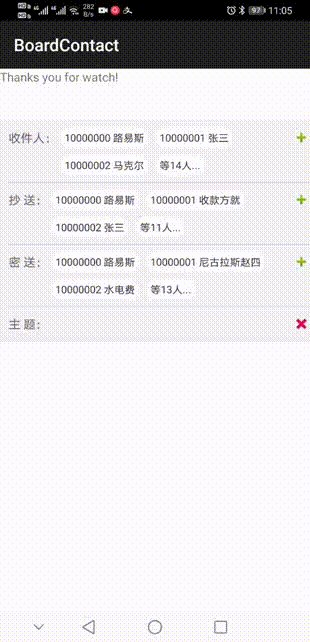 HD HD 4G 4G 282 B/s 97 11:05
BoardContact
Thanks you for watch!
收件人： 10000000 路易斯 10000001 张三
10000002 马克尔 等14人...
抄 送： 10000000 路易斯 10000001 收款方就
10000002 张三 等11人...
密 送： 10000000 路易斯 10000001 尼古拉斯赵四
10000002 水电费 等13人...
主 题：